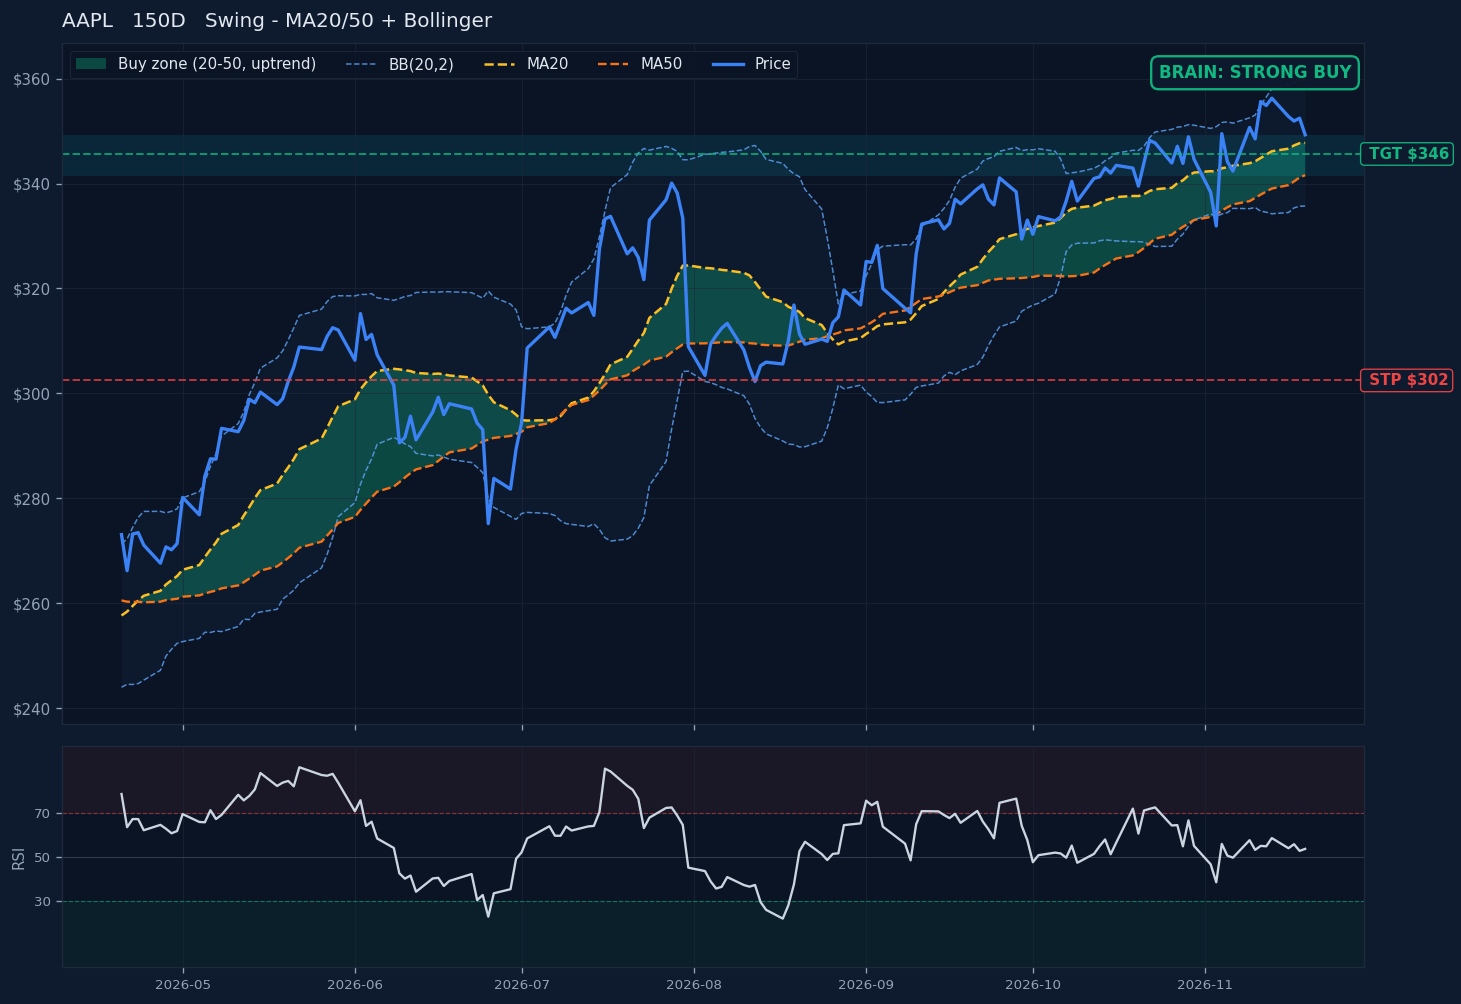 AAPL   150D   Swing - MA20/50 + Bollinger
Buy zone (20-50, uptrend)   BB(20,2)   MA20   MA50   Price
BRAIN: STRONG BUY
$360
TGT $346
$340
$320
STP $302
$300
$280
$260
$240
RSI
70
50
30
2026-05   2026-06   2026-07   2026-08   2026-09   2026-10   2026-11